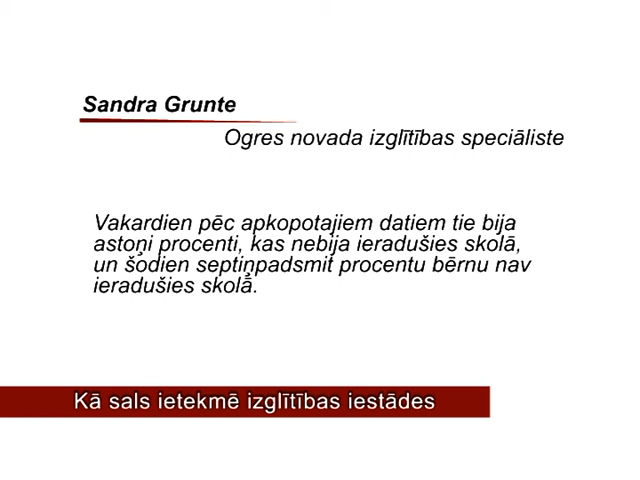 Sandra Grunte
Ogres novada izglītības speciāliste
Vakardien pēc apkopotajiem datiem tie bija
astoņi procenti, kas nebija ieradušies skolā,
un šodien septiņpadsmit procentu bērnu nav
ieradušies skolā.
Kā sals ietekmē izglītības iestādes